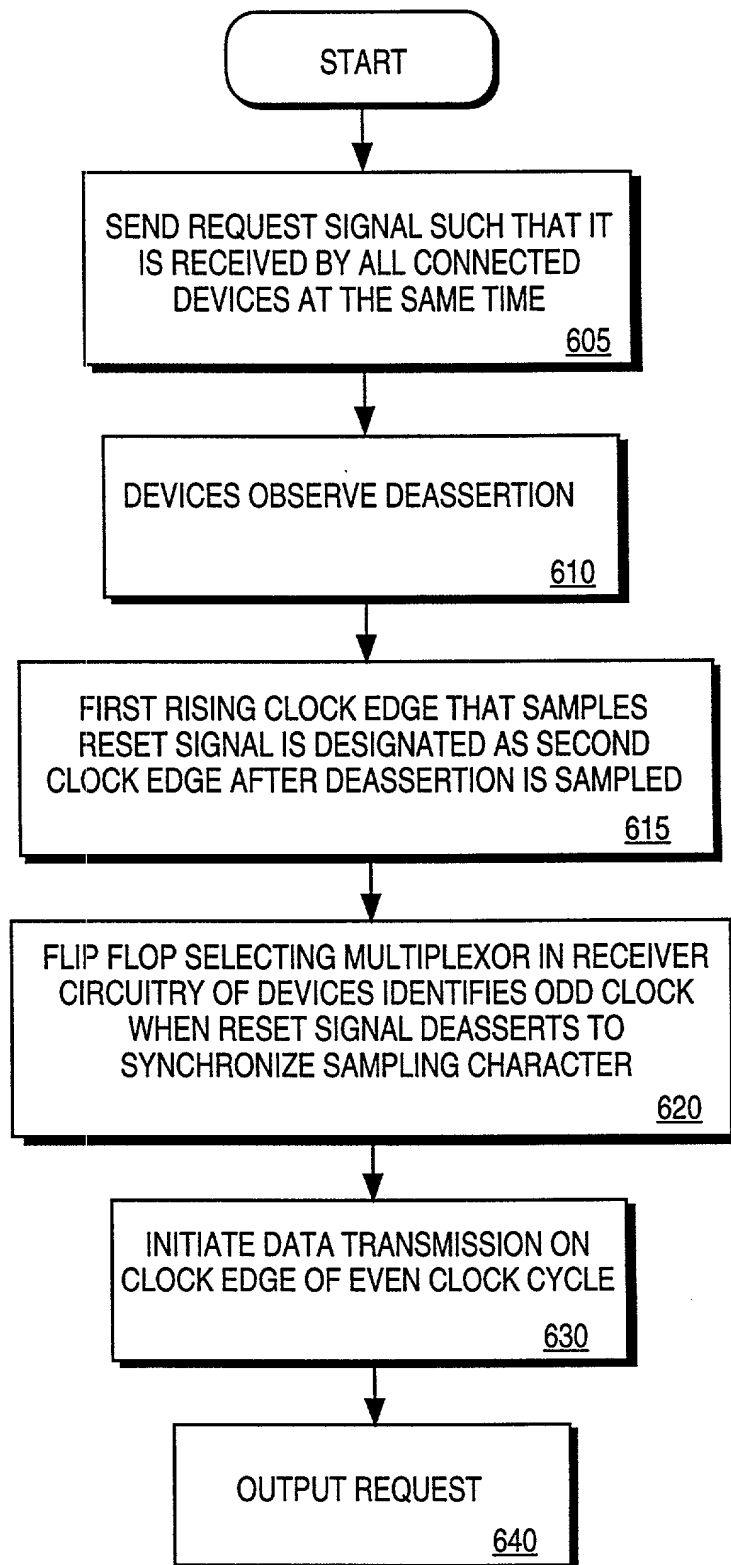 START
SEND REQUEST SIGNAL SUCH THAT IT
IS RECEIVED BY ALL CONNECTED
DEVICES AT THE SAME TIME
605
DEVICES OBSERVE DEASSERTION
610
FIRST RISING CLOCK EDGE THAT SAMPLES
RESET SIGNAL IS DESIGNATED AS SECOND
CLOCK EDGE AFTER DEASSERTION IS SAMPLED
615
FLIP FLOP SELECTING MULTIPLEXOR IN RECEIVER
CIRCUITRY OF DEVICES IDENTIFIES ODD CLOCK
WHEN RESET SIGNAL DEASSERTS TO
SYNCHRONIZE SAMPLING CHARACTER
620
INITIATE DATA TRANSMISSION ON
CLOCK EDGE OF EVEN CLOCK CYCLE
630
OUTPUT REQUEST
640